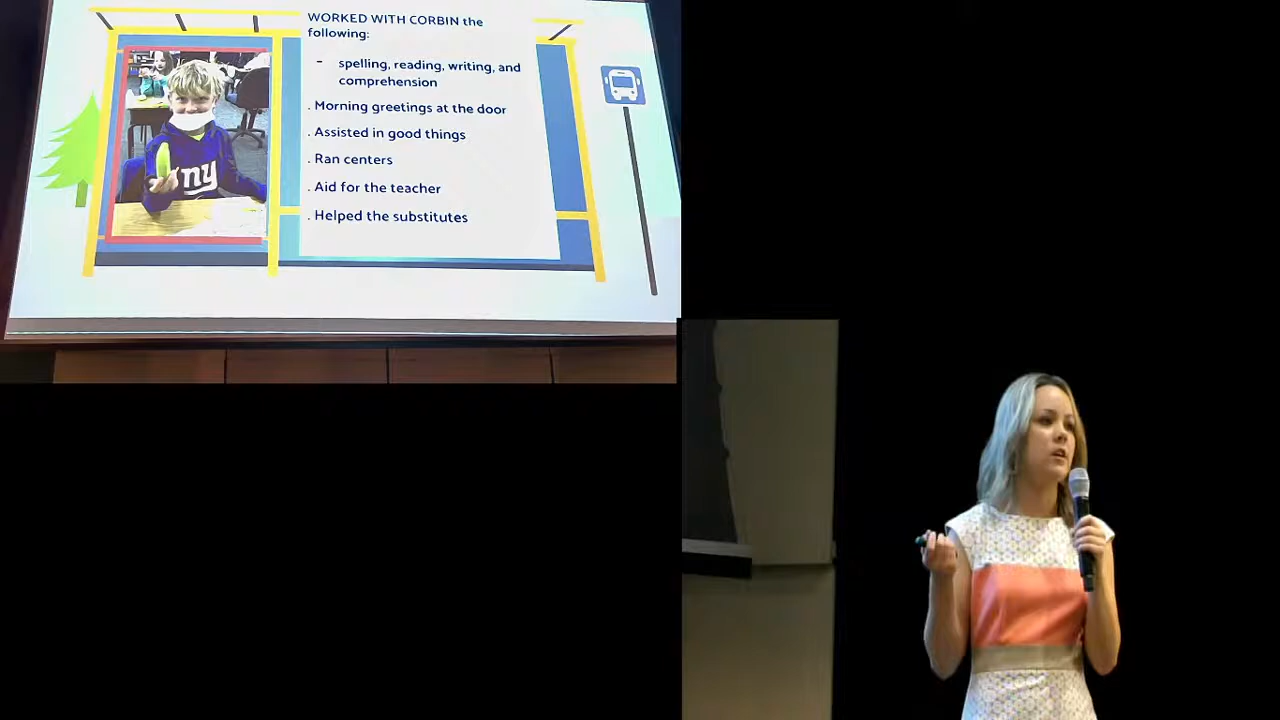 WORKED WITH CORBIN the
following:
- spelling, reading, writing, and
comprehension
. Morning greetings at the door
. Assisted in good things
. Ran centers
. Aid for the teacher
. Helped the substitutes
ny